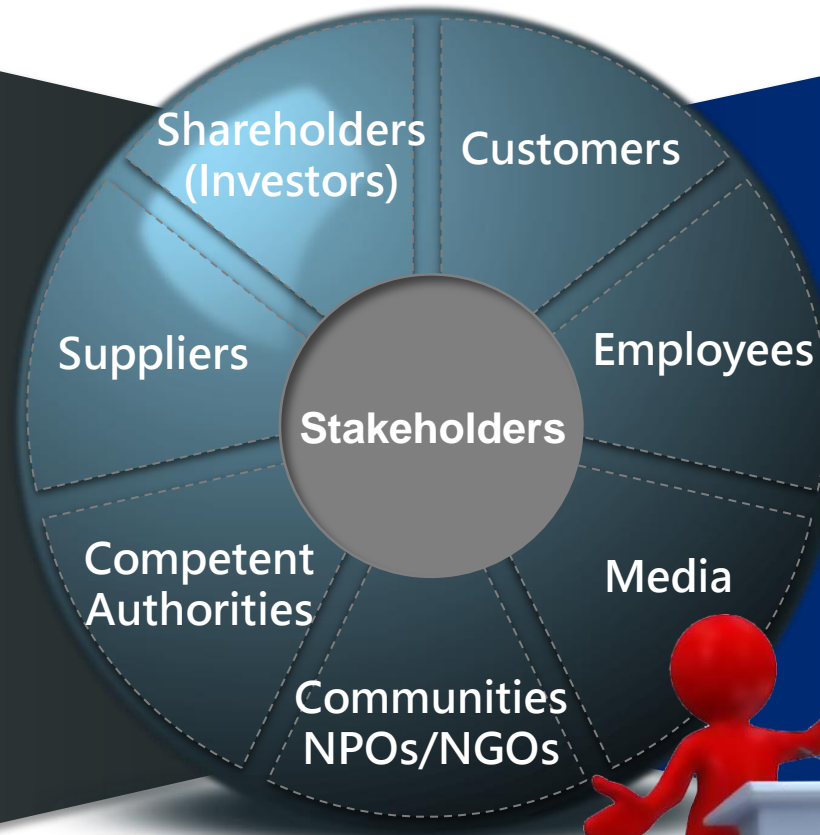 Shareholders
(Investors)
Customers
Suppliers
Employees
Stakeholders
Competent
Authorities
Media
Communities
NPOs/NGOs